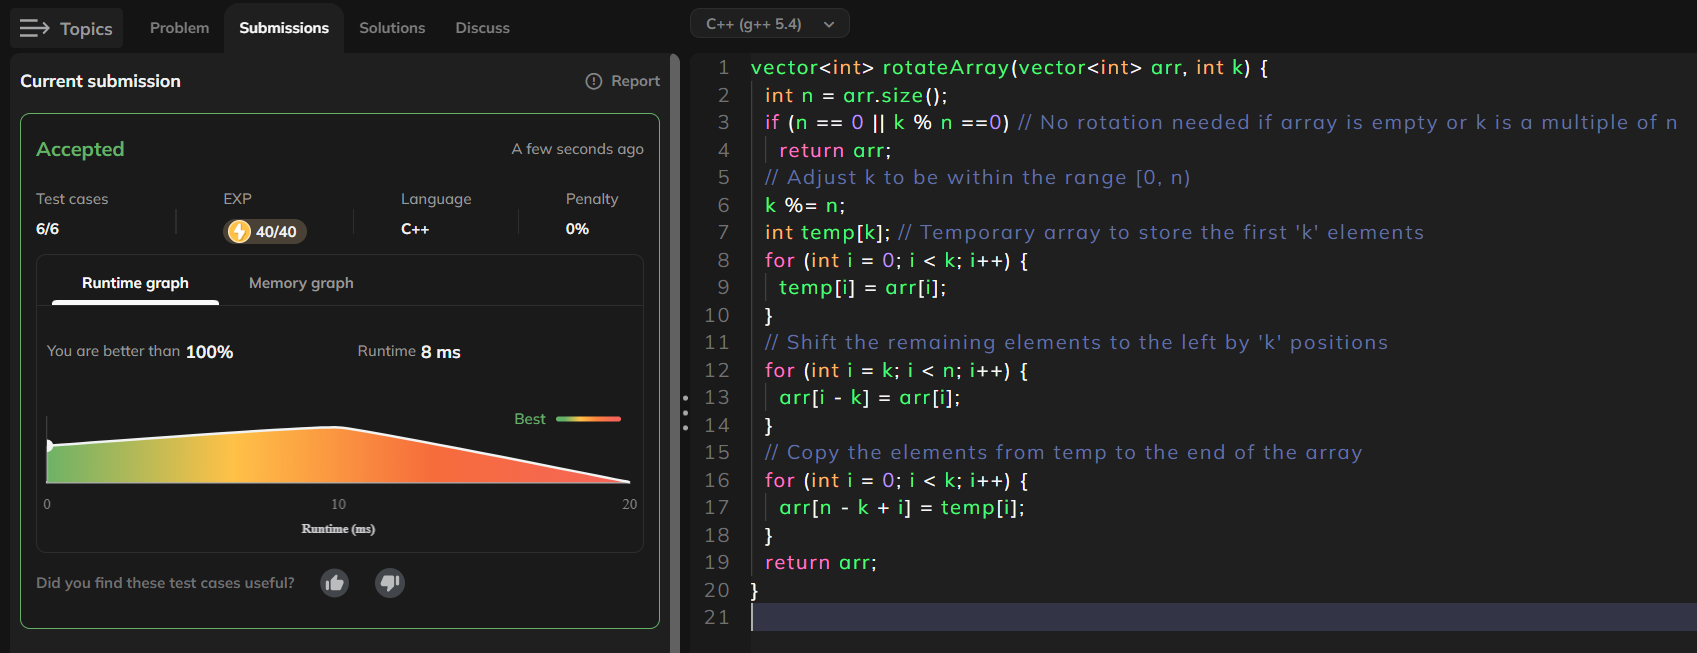 Topics
Problem
Submissions
Solutions
Discuss
C++ (g++ 5.4)
Current submission
Report
Accepted
A few seconds ago
Test cases
EXP
Language
Penalty
6/6
40/40
C++
0%
Runtime graph
Memory graph
You are better than 100%
Runtime 8 ms
Best
0
10
20
Runtime (ms)
Did you find these test cases useful?
1 vector<int> rotateArray(vector<int> arr, int k) {
2 int n = arr.size();
3 if (n == 0 || k % n ==0) // No rotation needed if array is empty or k is a multiple of n
4 return arr;
5 // Adjust k to be within the range [0, n)
6 k %= n;
7 int temp[k]; // Temporary array to store the first 'k' elements
8 for (int i = 0; i < k; i++) {
9 temp[i] = arr[i];
10 }
11 // Shift the remaining elements to the left by 'k' positions
12 for (int i = k; i < n; i++) {
13 arr[i - k] = arr[i];
14 }
15 // Copy the elements from temp to the end of the array
16 for (int i = 0; i < k; i++) {
17 arr[n - k + i] = temp[i];
18 }
19 return arr;
20 }
21